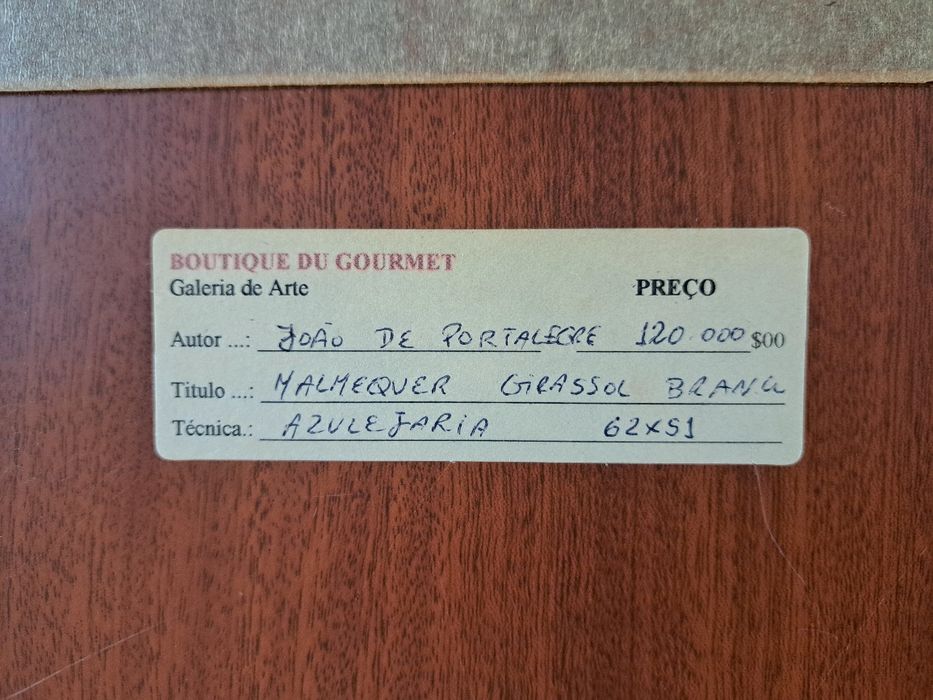 BOUTIQUE DU GOURMET
Galeria de Arte PREÇO
Autor ...: JOÃO DE PORTALEGRE 120.000 $00
Titulo ...: MALMEQUER GIRASSOL BRANCO
Técnica.: AZULEJARIA 62x51